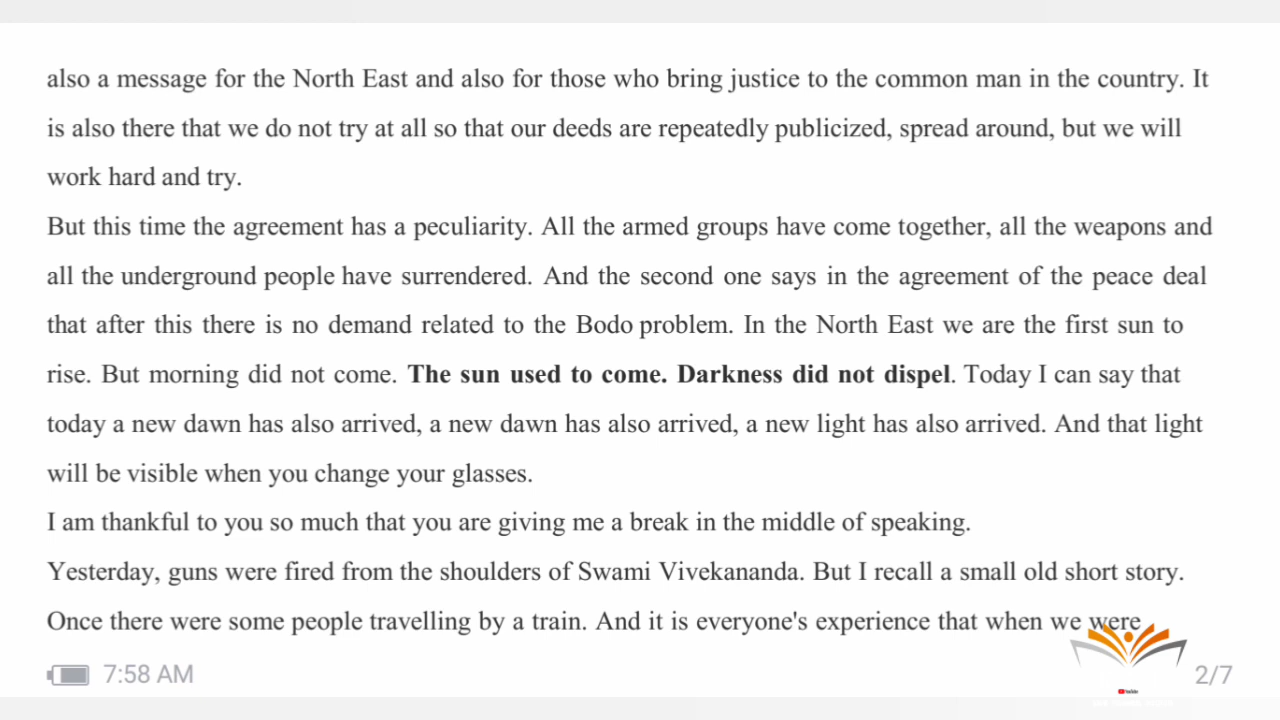 also a message for the North East and also for those who bring justice to the common man in the country. It
is also there that we do not try at all so that our deeds are repeatedly publicized, spread around, but we will
work hard and try.
But this time the agreement has a peculiarity. All the armed groups have come together, all the weapons and
all the underground people have surrendered. And the second one says in the agreement of the peace deal
that after this there is no demand related to the Bodo problem. In the North East we are the first sun to
rise. But morning did not come. The sun used to come. Darkness did not dispel. Today I can say that
today a new dawn has also arrived, a new dawn has also arrived, a new light has also arrived. And that light
will be visible when you change your glasses.
I am thankful to you so much that you are giving me a break in the middle of speaking.
Yesterday, guns were fired from the shoulders of Swami Vivekananda. But I recall a small old short story.
Once there were some people travelling by a train. And it is everyone's experience that when we were
7:58 AM
2/7